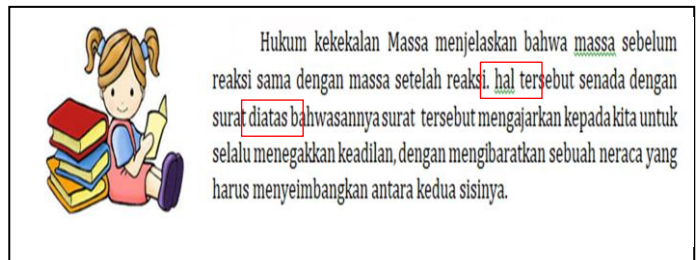 Hukum kekekalan Massa menjelaskan bahwa massa sebelum
reaksi sama dengan massa setelah reaksi. hal tersebut senada dengan
surat diatas bahwasannya surat tersebut mengajarkan kepada kita untuk
selalu menegakkan keadilan, dengan mengibaratkan sebuah neraca yang
harus menyeimbangkan antara kedua sisinya.